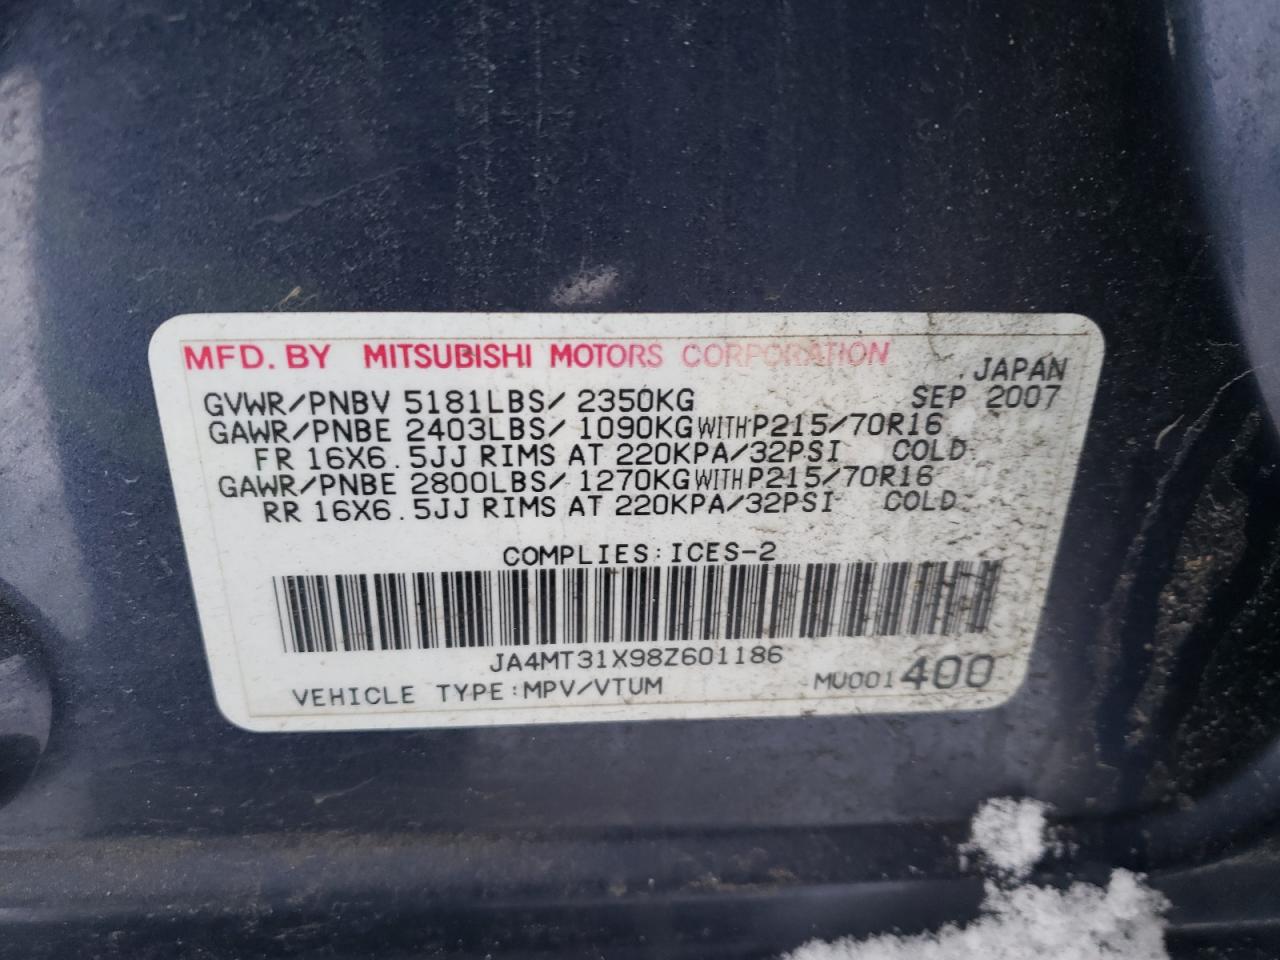 MFD. BY MITSUBISHI MOTORS CORPORATION
JAPAN
GVWR/PNBV 5181LBS/ 2350KG SEP 2007
GAWR/PNBE 2403LBS/ 1090KG WITH P215/70R16
FR 16X6.5JJ RIMS AT 220KPA/32PSI COLD
GAWR/PNBE 2800LBS/ 1270KG WITH P215/70R16
RR 16X6.5JJ RIMS AT 220KPA/32PSI COLD
COMPLIES: ICES-2
JA4MT31X98Z601186
VEHICLE TYPE: MPV/VTUM MU001400